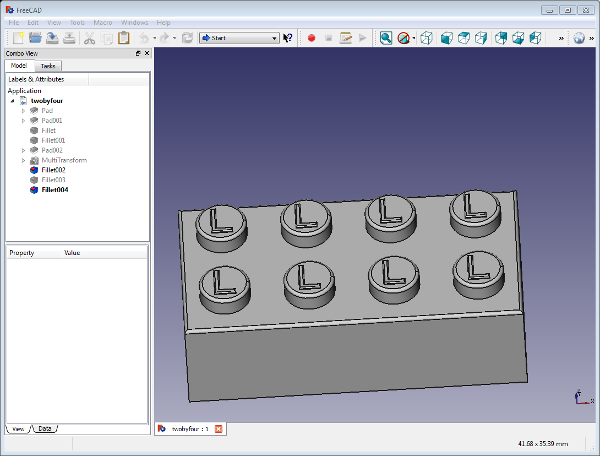 FreeCAD
File Edit View Tools Macro Windows Help
Start
»
»
Combo View
Model Tasks
Labels & Attributes
Application
twobyfour
Pad
Pad001
Fillet
Fillet001
Pad002
MultiTransform
Fillet002
Fillet003
Fillet004
Property Value
L L L L
L L L L
Y
X
View Data
twobyfour : 1
41.68 x 35.39 mm